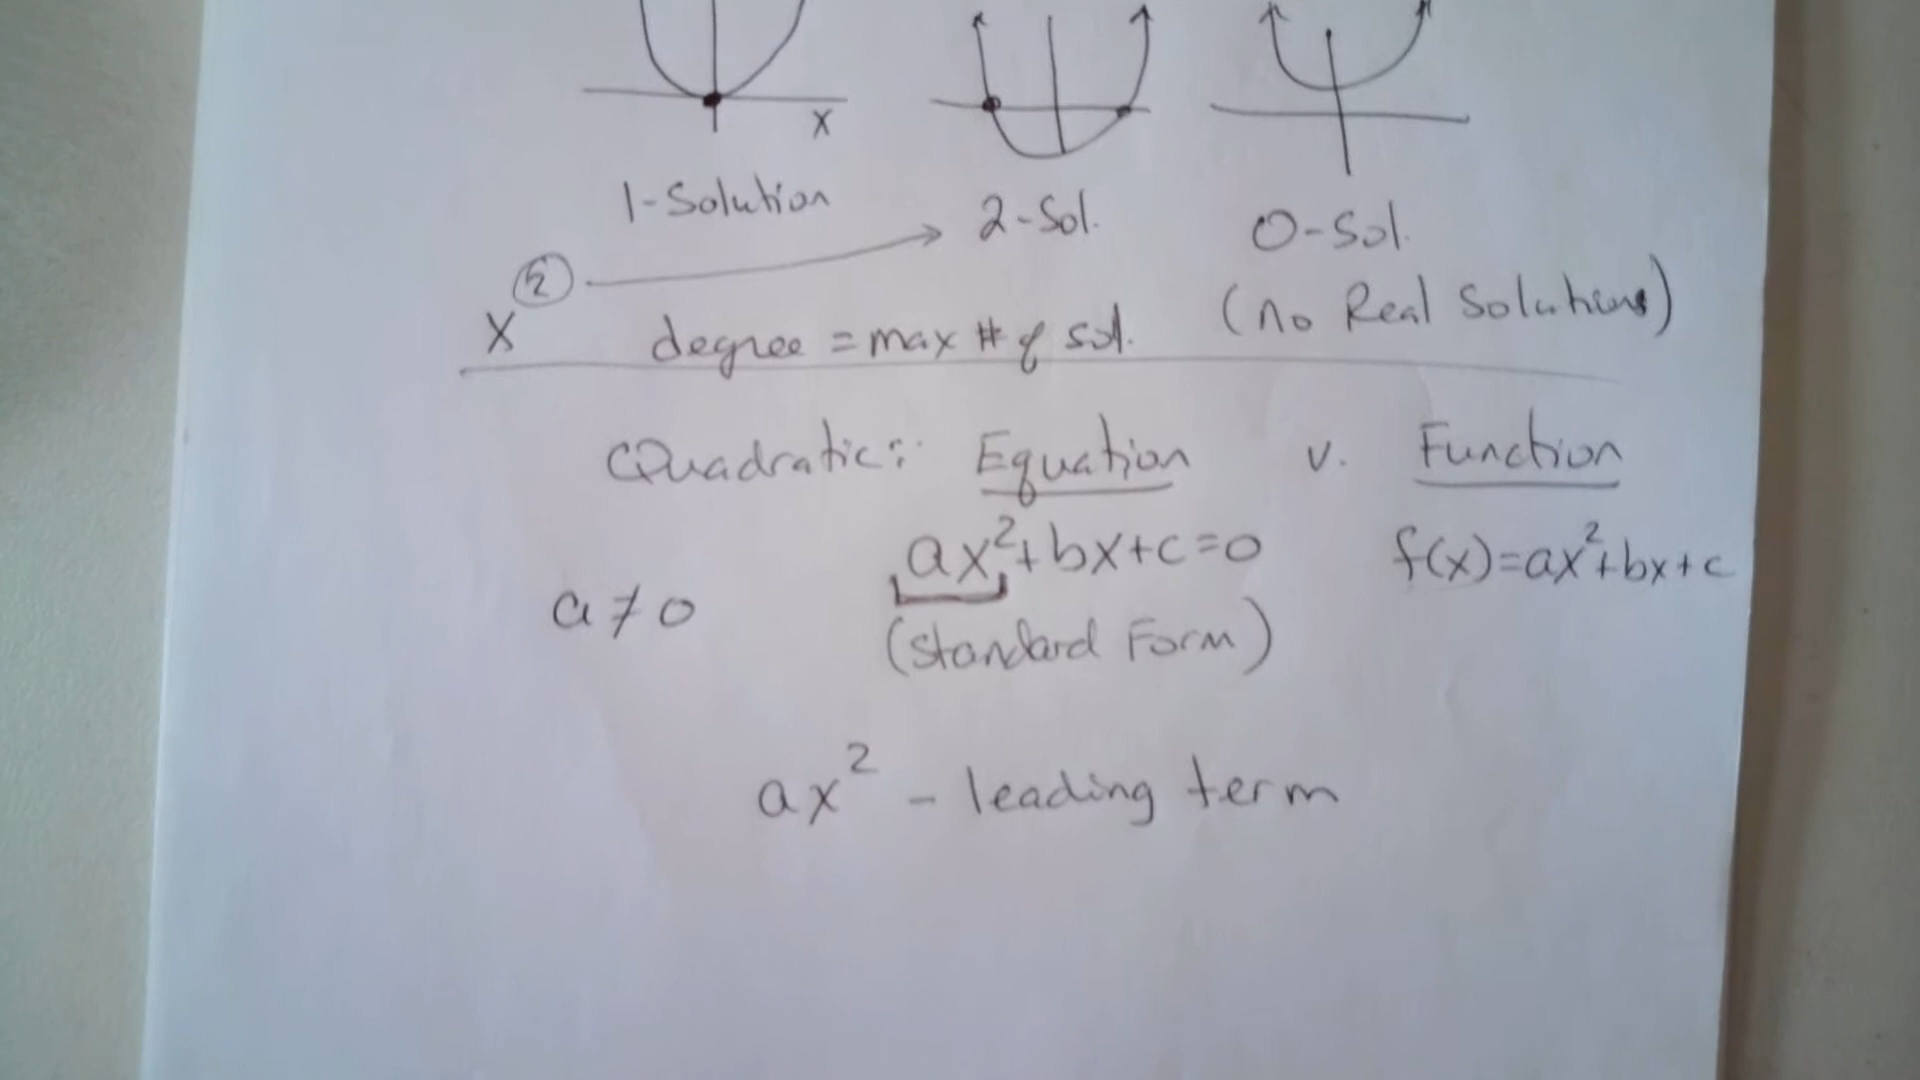 x
1-Solution 2-Sol. 0-Sol.
x² degree = max # of sol. (no Real Solutions)
Quadratic: Equation v. Function
ax²+bx+c=0 f(x)=ax²+bx+c
a≠0 (Standard Form)
ax² - leading term